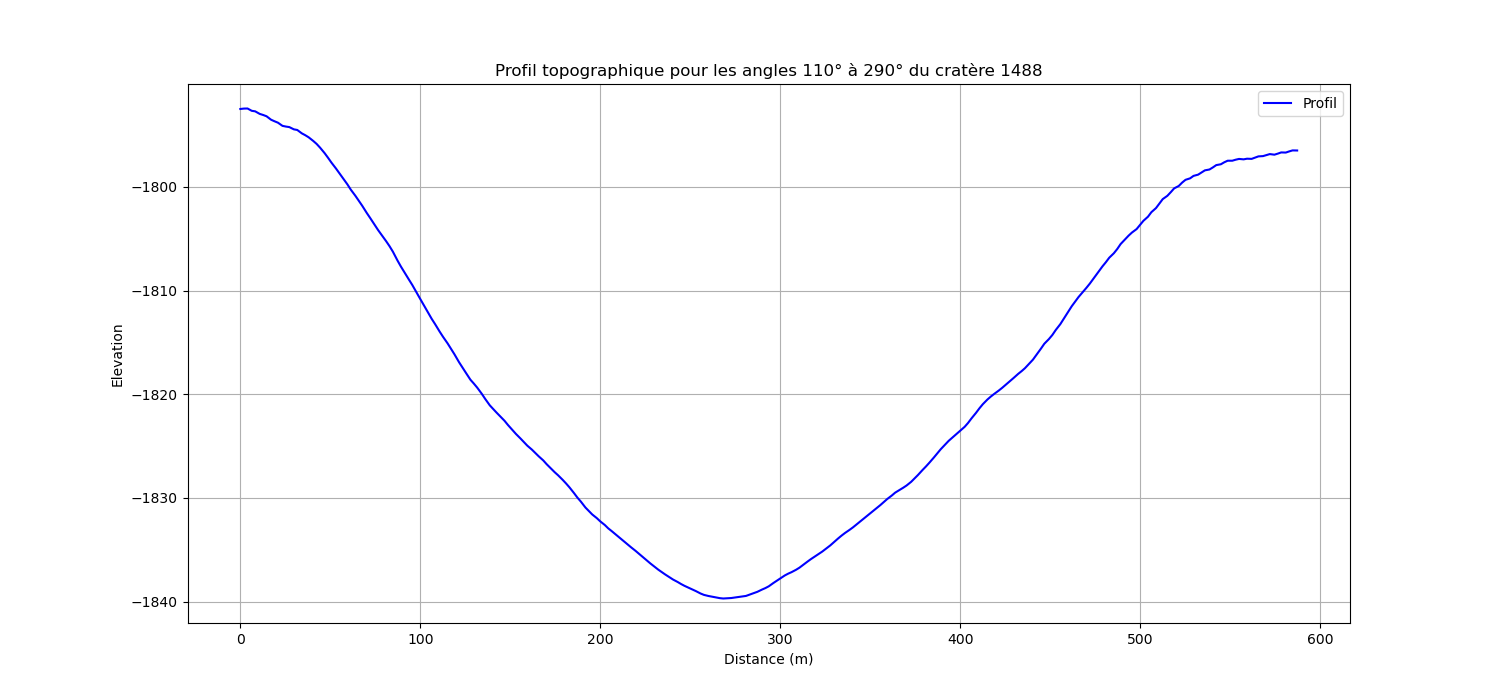 Profil topographique pour les angles 110° à 290° du cratère 1488
Profil
−1800
−1810
−1820
−1830
−1840
Elevation
0 100 200 300 400 500 600
Distance (m)